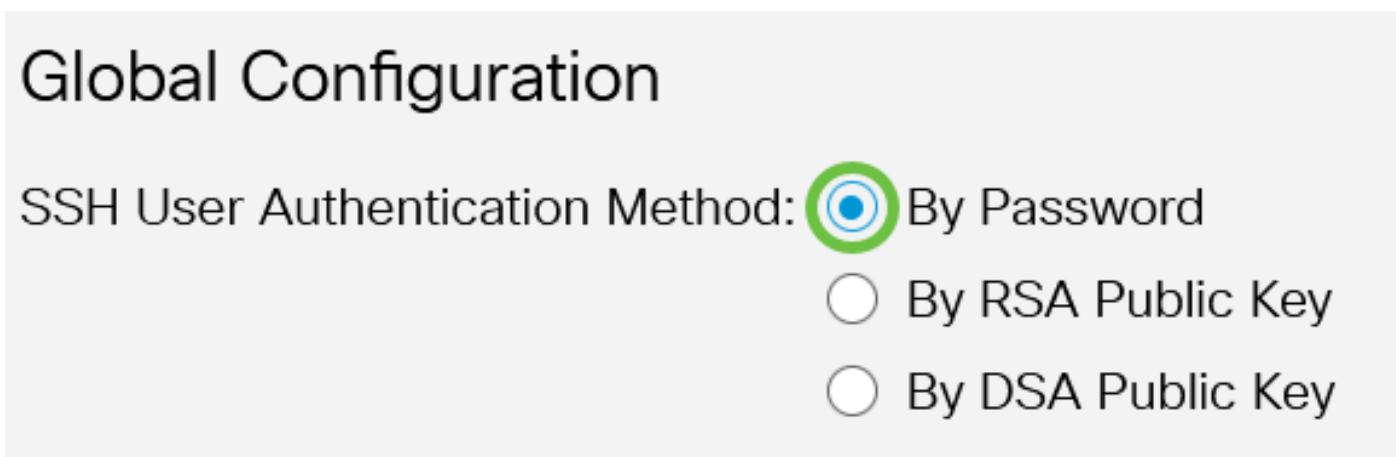 Global Configuration
SSH User Authentication Method: By Password
By RSA Public Key
By DSA Public Key